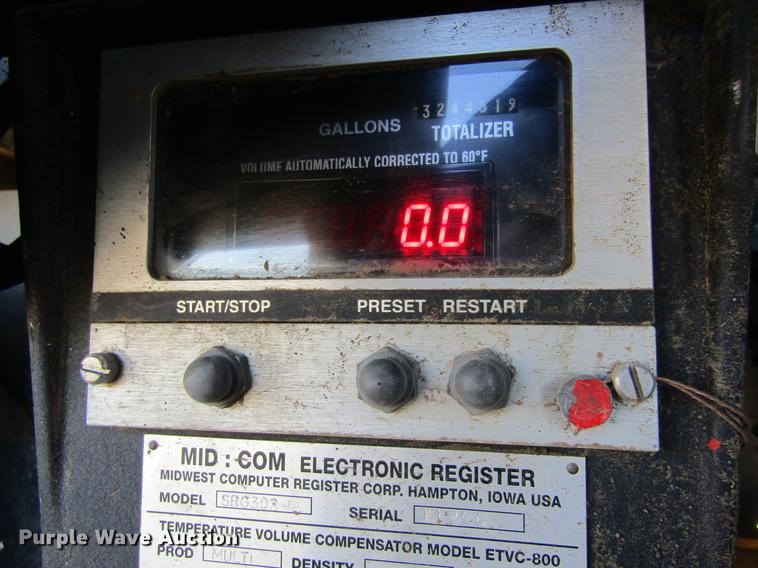 GALLONS 3244519
TOTALIZER
VOLUME AUTOMATICALLY CORRECTED TO 60°F
0.0
START/STOP PRESET RESTART
MID:COM ELECTRONIC REGISTER
MIDWEST COMPUTER REGISTER CORP. HAMPTON, IOWA USA
MODEL SERIAL
TEMPERATURE VOLUME COMPENSATOR MODEL ETVC-800
PROD MULTI DENSITY
Purple Wave Auction